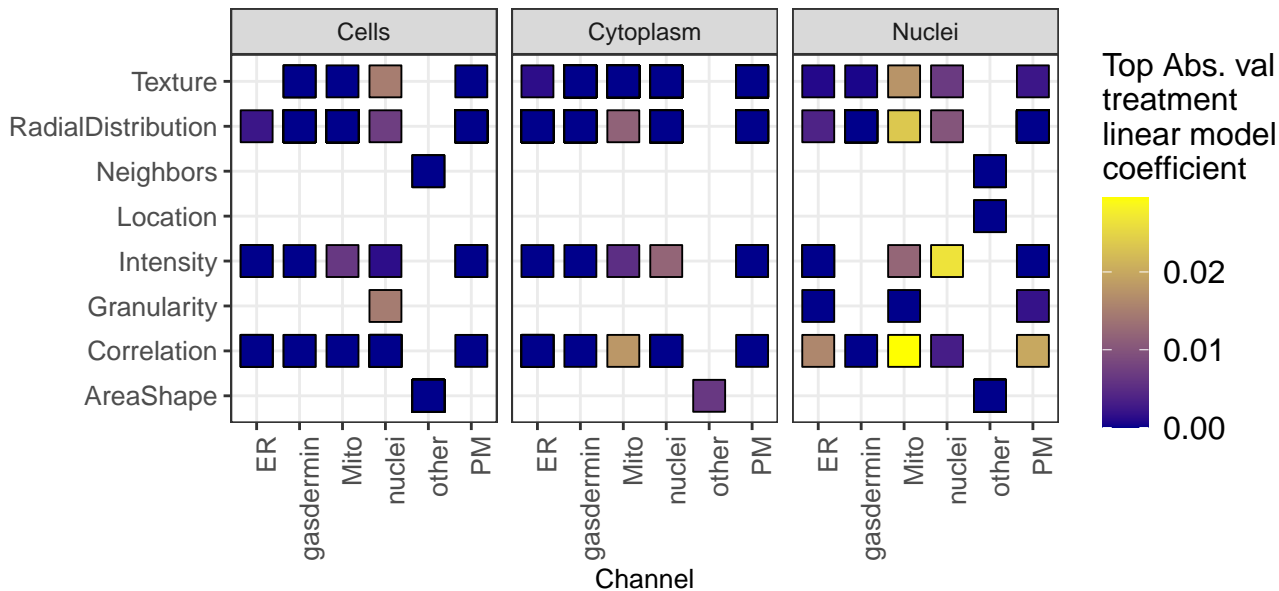 Cells
Cytoplasm
Nuclei
Texture
RadialDistribution
Neighbors
Location
Intensity
Granularity
Correlation
AreaShape
ER
gasdermin
Mito
nuclei
other
PM
ER
gasdermin
Mito
nuclei
other
PM
ER
gasdermin
Mito
nuclei
other
PM
Channel
Top Abs. val
treatment
linear model
coefficient
0.02
0.01
0.00